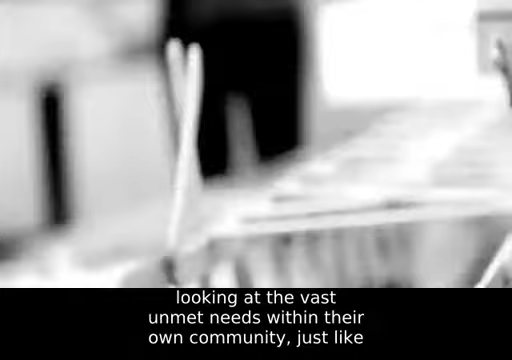 looking at the vast
unmet needs within their
own community, just like